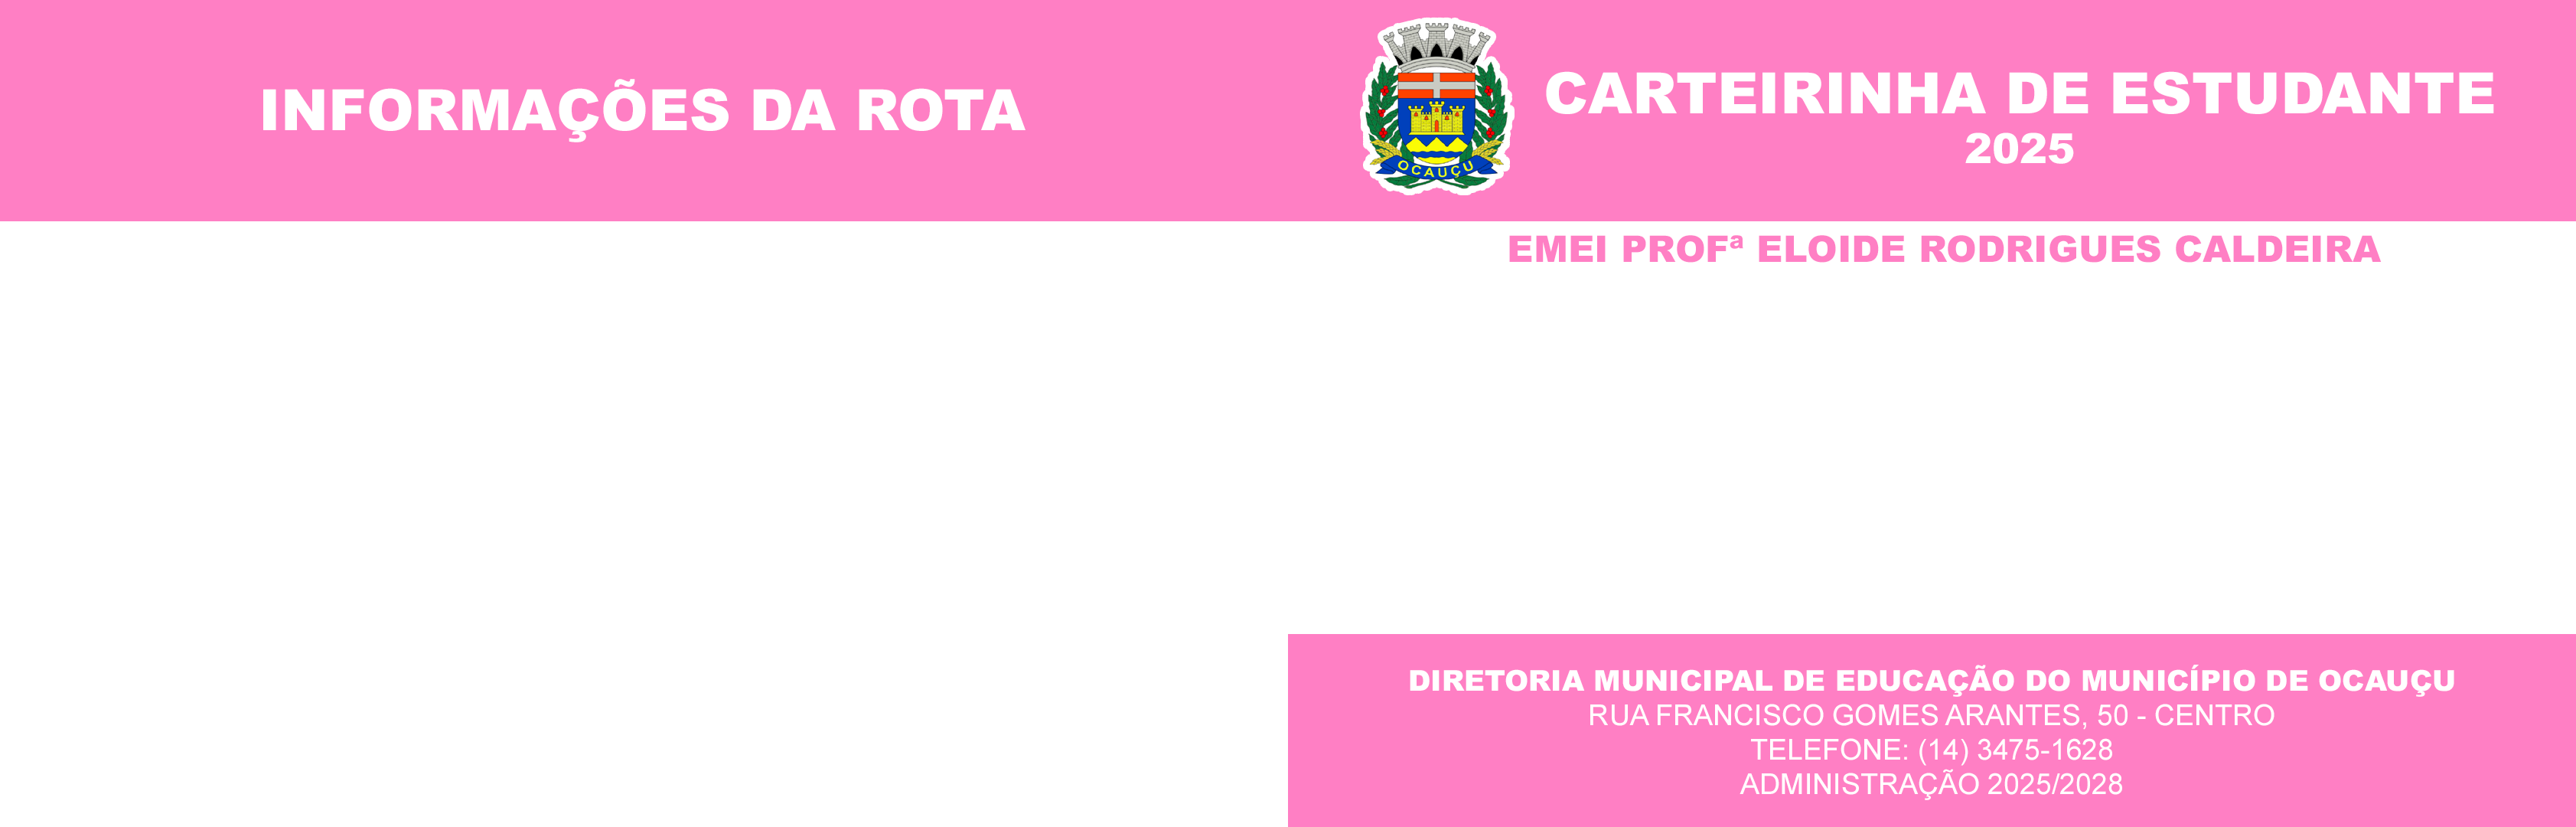 INFORMAÇÕES DA ROTA
OCAUÇU
CARTEIRINHA DE ESTUDANTE
2025
EMEI PROFª ELOIDE RODRIGUES CALDEIRA
DIRETORIA MUNICIPAL DE EDUCAÇÃO DO MUNICÍPIO DE OCAUÇU
RUA FRANCISCO GOMES ARANTES, 50 - CENTRO
TELEFONE: (14) 3475-1628
ADMINISTRAÇÃO 2025/2028